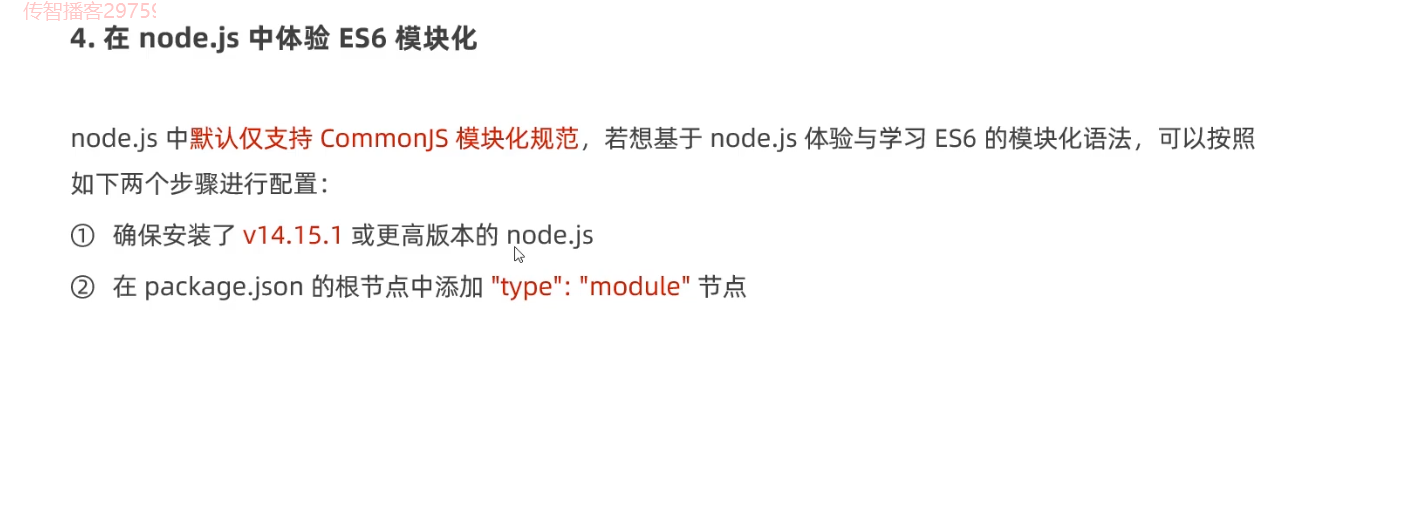 传智播客29759
4. 在 node.js 中体验 ES6 模块化
node.js 中默认仅支持 CommonJS 模块化规范，若想基于 node.js 体验与学习 ES6 的模块化语法，可以按照
如下两个步骤进行配置：
① 确保安装了 v14.15.1 或更高版本的 node.js
② 在 package.json 的根节点中添加 "type": "module" 节点